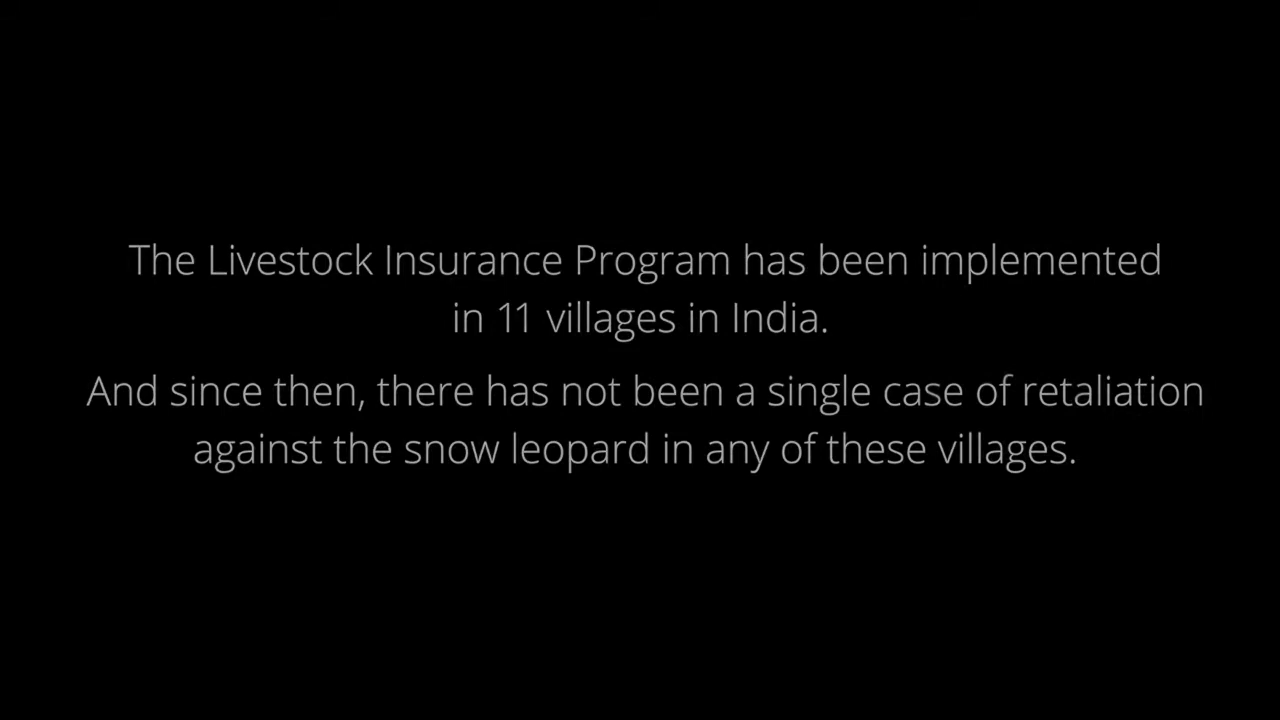 The Livestock Insurance Program has been implemented
in 11 villages in India.
And since then, there has not been a single case of retaliation
against the snow leopard in any of these villages.